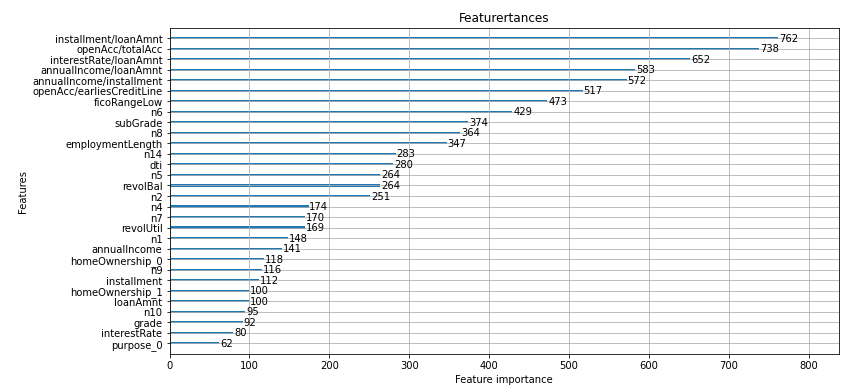 Featurertances
installment/loanAmnt 762
openAcc/totalAcc 738
interestRate/loanAmnt 652
annualIncome/loanAmnt 583
annualIncome/installment 572
openAcc/earliesCreditLine 517
ficoRangeLow 473
n6 429
subGrade 374
n8 364
employmentLength 347
n14 283
dti 280
n5 264
revolBal 264
n2 251
n4 174
n7 170
revolUtil 169
n1 148
annualIncome 141
homeOwnership_0 118
n9 116
installment 112
homeOwnership_1 100
loanAmnt 100
n10 95
grade 92
interestRate 80
purpose_0 62
Features
0 100 200 300 400 500 600 700 800
Feature importance